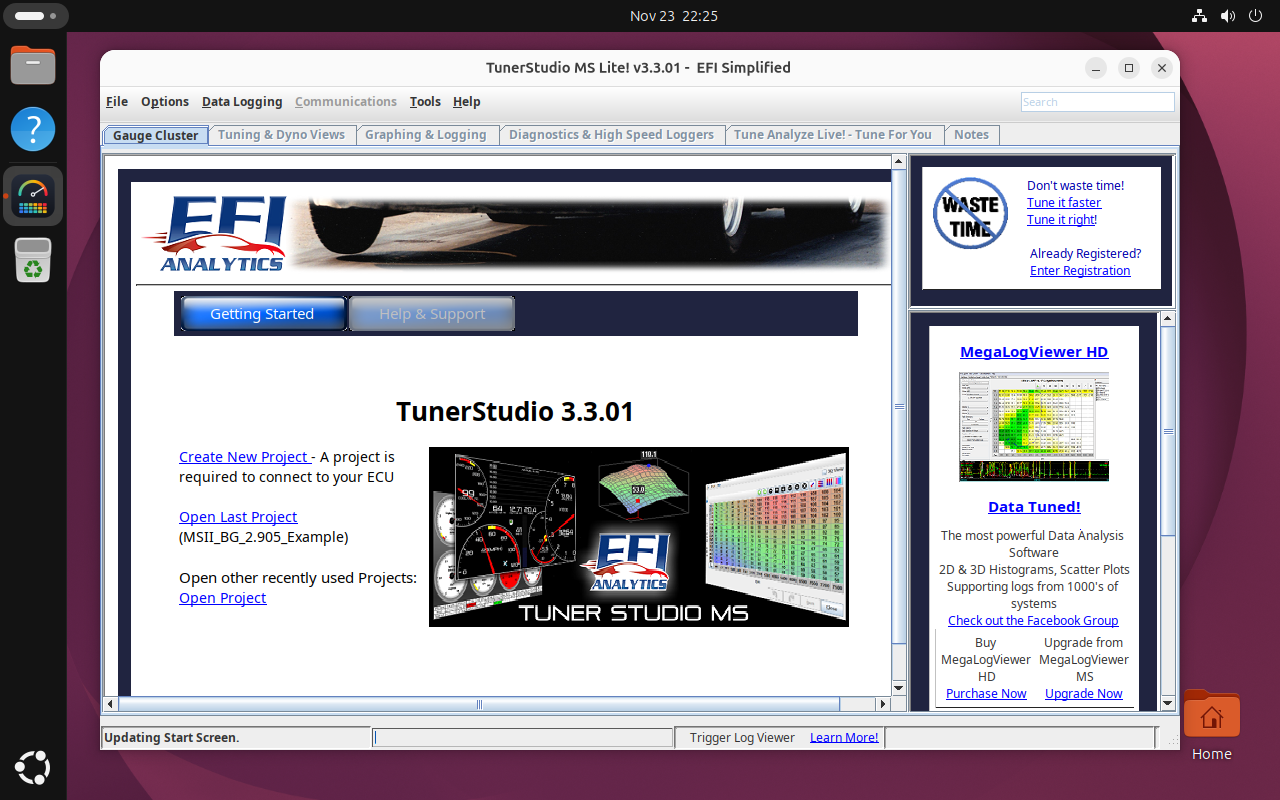 Nov 23 22:25
TunerStudio MS Lite! v3.3.01 - EFI Simplified
File Options Data Logging Communications Tools Help
Search
Gauge Cluster
Tuning & Dyno Views
Graphing & Logging
Diagnostics & High Speed Loggers
Tune Analyze Live! - Tune For You
Notes
EFI
ANALYTICS
Getting Started
Help & Support
TunerStudio 3.3.01
Create New Project - A project is
required to connect to your ECU
Open Last Project
(MSII_BG_2.905_Example)
Open other recently used Projects:
Open Project
118.1
53.0
EFI
ANALYTICS
TUNER STUDIO MS
WASTE
TIME
Don't waste time!
Tune it faster
Tune it right!
Already Registered?
Enter Registration
MegaLogViewer HD
Data Tuned!
The most powerful Data Analysis
Software
2D & 3D Histograms, Scatter Plots
Supporting logs from 1000's of
systems
Check out the Facebook Group
Buy
MegaLogViewer
HD
Purchase Now
Upgrade from
MegaLogViewer
MS
Upgrade Now
Updating Start Screen.
Trigger Log Viewer
Learn More!
Home